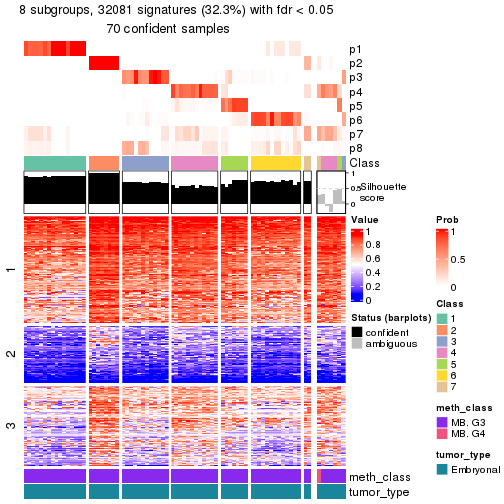 8 subgroups, 32081 signatures (32.3%) with fdr < 0.05
70 confident samples
p1
p2
p3
p4
p5
p6
p7
p8
Class
1
0.5
0
Silhouette
score
1
2
3
meth_class
tumor_type
Value
1
0.8
0.6
0.4
0.2
0
Prob
1
0.5
0
Status (barplots)
confident
ambiguous
Class
1
2
3
4
5
6
7
meth_class
MB. G3
MB. G4
tumor_type
Embryonal